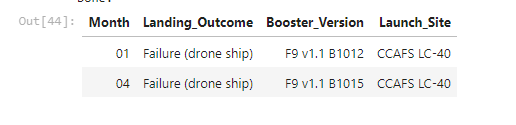 Out[44]:
Month Landing_Outcome Booster_Version Launch_Site
01 Failure (drone ship) F9 v1.1 B1012 CCAFS LC-40
04 Failure (drone ship) F9 v1.1 B1015 CCAFS LC-40